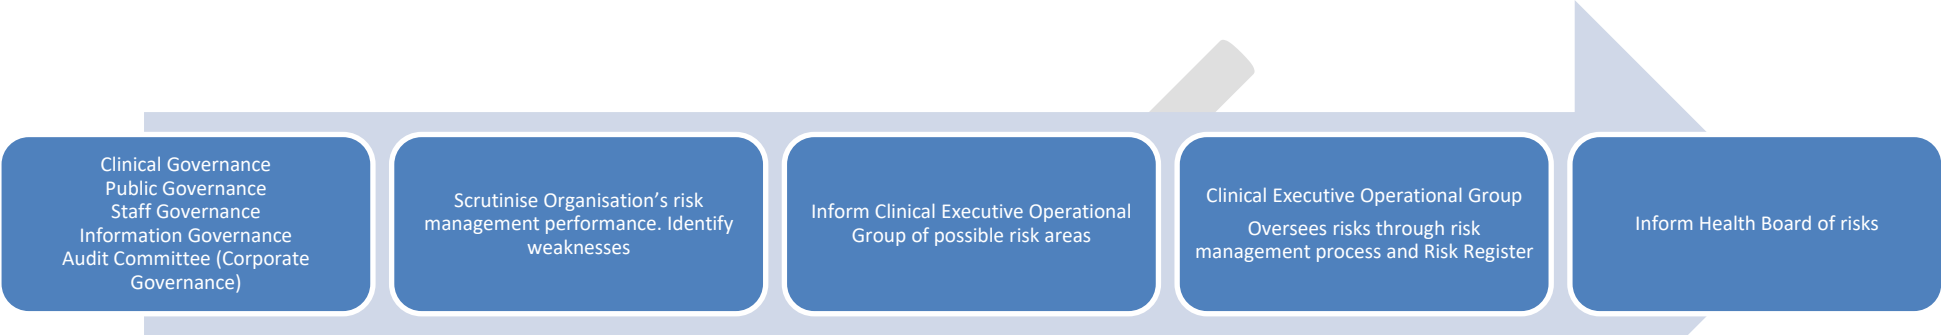 Clinical Governance
Public Governance
Staff Governance
Information Governance
Audit Committee (Corporate
Governance)
Scrutinise Organisation’s risk
management performance. Identify
weaknesses
Inform Clinical Executive Operational
Group of possible risk areas
Clinical Executive Operational Group
Oversees risks through risk
management process and Risk Register
Inform Health Board of risks